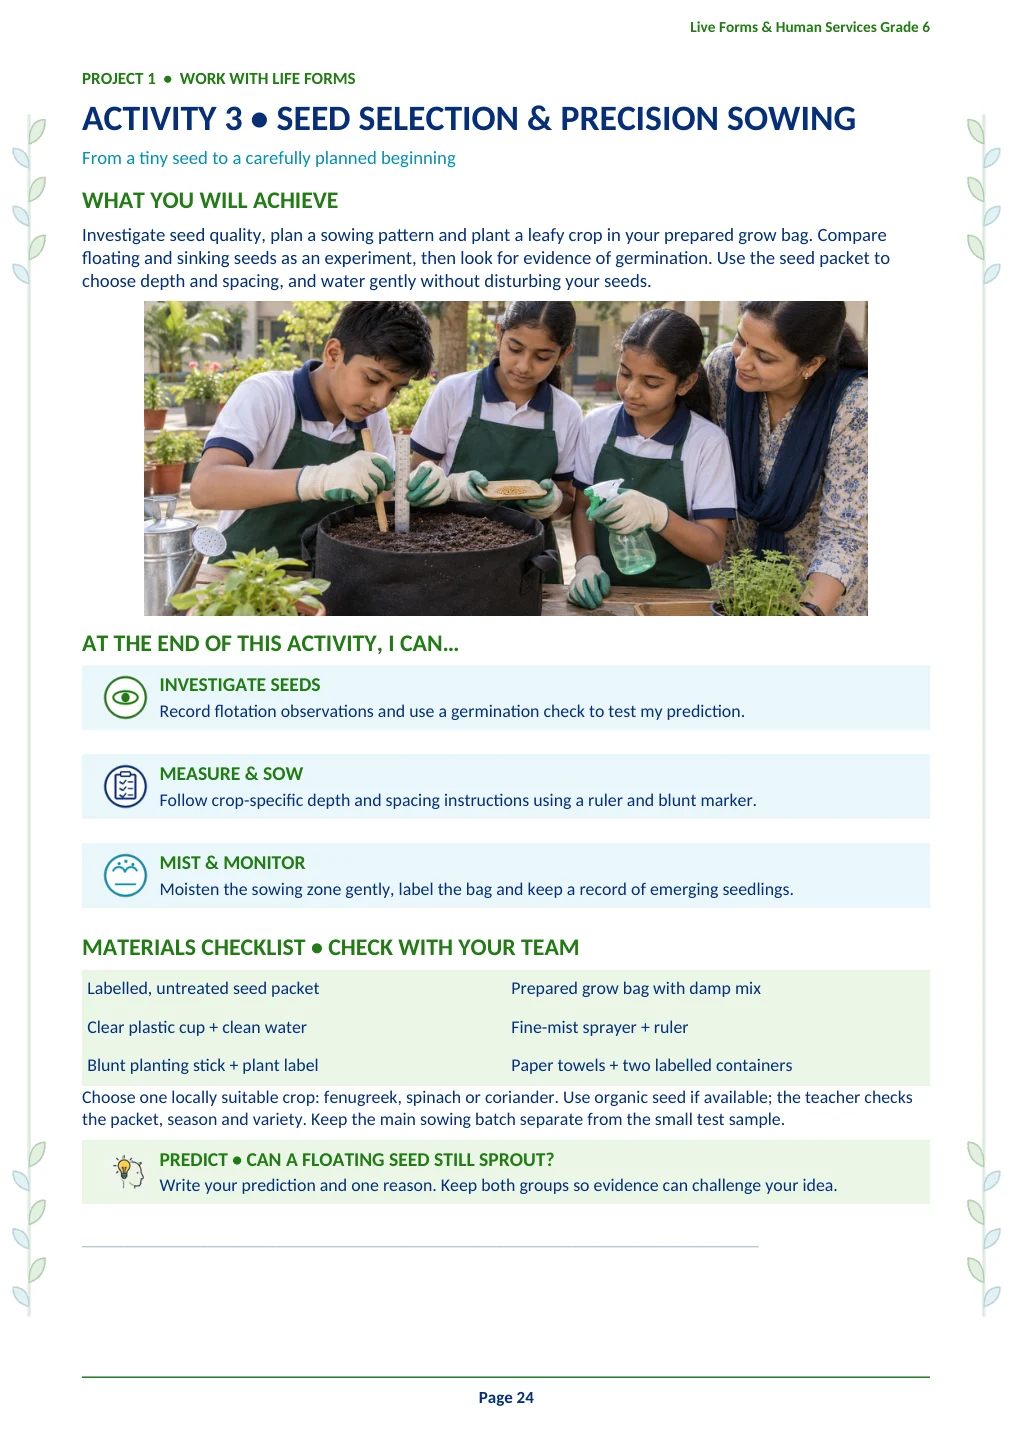 Live Forms & Human Services Grade 6
PROJECT 1 ● WORK WITH LIFE FORMS
ACTIVITY 3 ● SEED SELECTION & PRECISION SOWING
From a tiny seed to a carefully planned beginning
WHAT YOU WILL ACHIEVE
Investigate seed quality, plan a sowing pattern and plant a leafy crop in your prepared grow bag. Compare
floating and sinking seeds as an experiment, then look for evidence of germination. Use the seed packet to
choose depth and spacing, and water gently without disturbing your seeds.
AT THE END OF THIS ACTIVITY, I CAN...
INVESTIGATE SEEDS
Record flotation observations and use a germination check to test my prediction.
MEASURE & SOW
Follow crop-specific depth and spacing instructions using a ruler and blunt marker.
MIST & MONITOR
Moisten the sowing zone gently, label the bag and keep a record of emerging seedlings.
MATERIALS CHECKLIST ● CHECK WITH YOUR TEAM
Labelled, untreated seed packet
Prepared grow bag with damp mix
Clear plastic cup + clean water
Fine-mist sprayer + ruler
Blunt planting stick + plant label
Paper towels + two labelled containers
Choose one locally suitable crop: fenugreek, spinach or coriander. Use organic seed if available; the teacher checks
the packet, season and variety. Keep the main sowing batch separate from the small test sample.
PREDICT ● CAN A FLOATING SEED STILL SPROUT?
Write your prediction and one reason. Keep both groups so evidence can challenge your idea.
Page 24